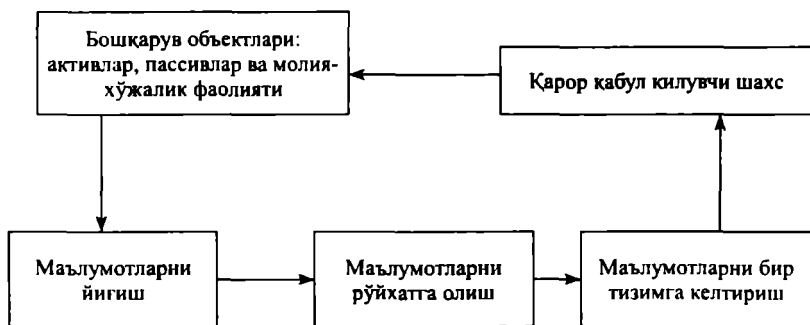 Бошқарув объектлари:
активлар, пассивлар ва молия-
хўжалик фаолияти
Қарор қабул килувчи шахс
Маълумотларни
йиғиш
Маълумотларни
рўйхатга олиш
Маълумотларни бир
тизимга келтириш